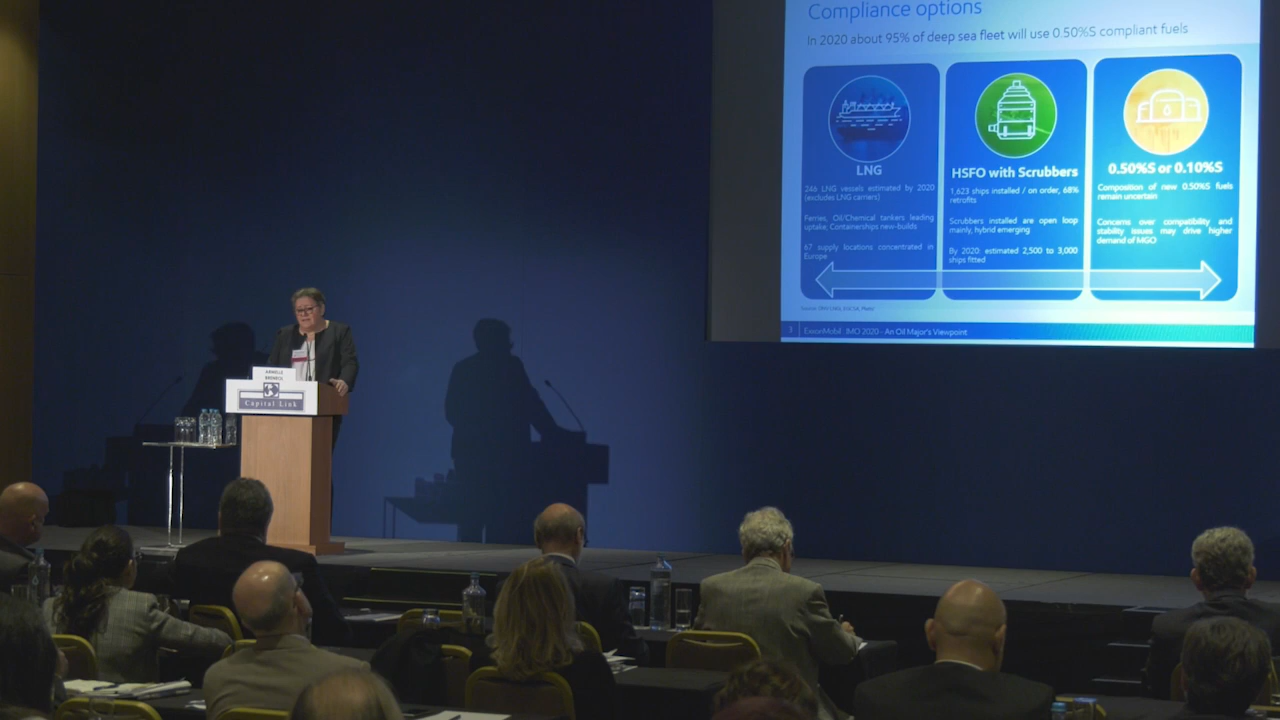 Compliance options
In 2020 about 95% of deep sea fleet will use 0.50%S compliant fuels
LNG
246 LNG vessels estimated by 2020
(excludes LNG carriers)
Ferries, Oil/Chemical tankers leading
uptake; Containerships new-builds
67 supply locations concentrated in
Europe
HSFO with Scrubbers
1,623 ships installed / on order, 68%
retrofits
Scrubbers installed are open loop
mainly, hybrid emerging
By 2020: estimated 2,500 to 3,000
ships fitted
0.50%S or 0.10%S
Composition of new 0.50%S fuels
remain uncertain
Concerns over compatibility and
stability issues may drive higher
demand of MGO
3 ExxonMobil IMO 2020 - An Oil Major's Viewpoint
Capital Link